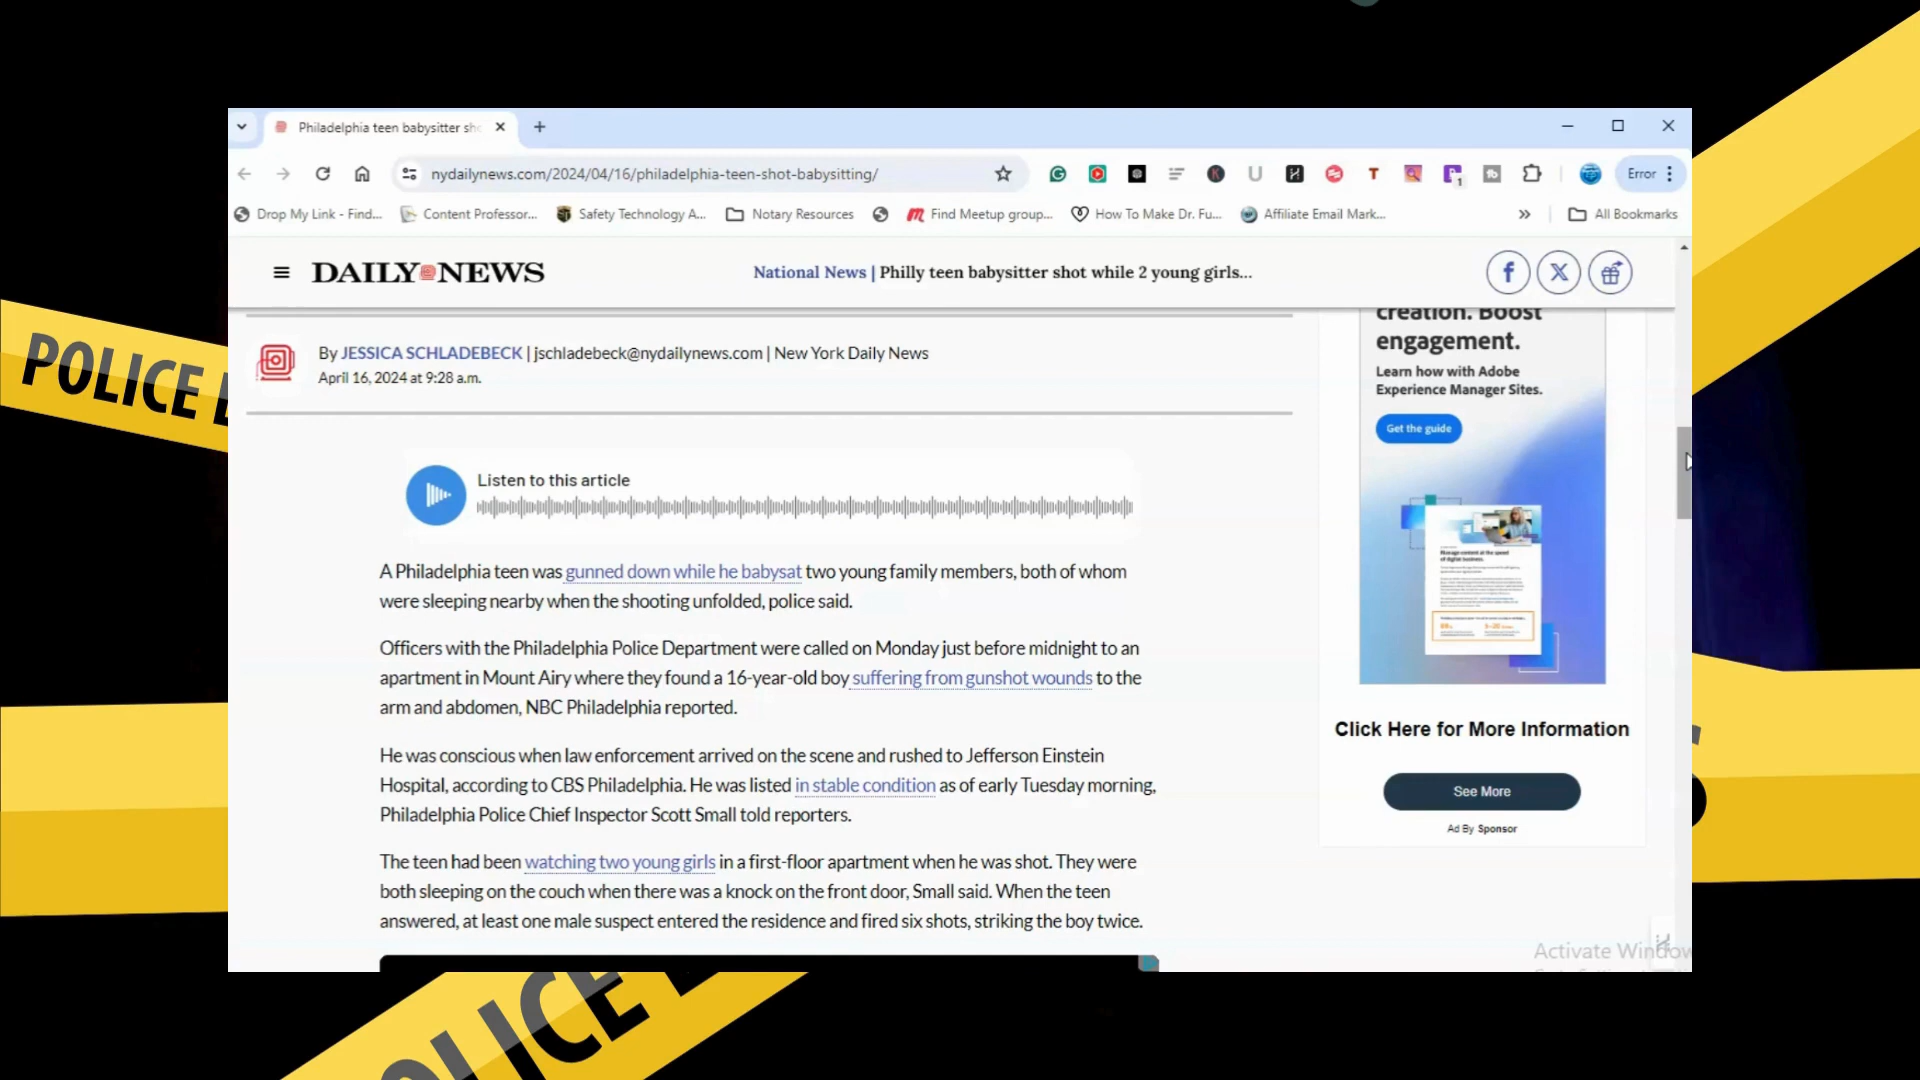 Philadelphia teen babysitter sh
nydailynews.com/2024/04/16/philadelphia-teen-shot-babysitting/
Error
Drop My Link - Find... Content Professor... Safety Technology A... Notary Resources Find Meetup group... How To Make Dr. Fu... Affiliate Email Mark... » All Bookmarks
DAILY NEWS
National News | Philly teen babysitter shot while 2 young girls...
By JESSICA SCHLADEBECK | jschladebeck@nydailynews.com | New York Daily News
April 16, 2024 at 9:28 a.m.
Listen to this article
A Philadelphia teen was gunned down while he babysat two young family members, both of whom
were sleeping nearby when the shooting unfolded, police said.
Officers with the Philadelphia Police Department were called on Monday just before midnight to an
apartment in Mount Airy where they found a 16-year-old boy suffering from gunshot wounds to the
arm and abdomen, NBC Philadelphia reported.
He was conscious when law enforcement arrived on the scene and rushed to Jefferson Einstein
Hospital, according to CBS Philadelphia. He was listed in stable condition as of early Tuesday morning,
Philadelphia Police Chief Inspector Scott Small told reporters.
The teen had been watching two young girls in a first-floor apartment when he was shot. They were
both sleeping on the couch when there was a knock on the front door, Small said. When the teen
answered, at least one male suspect entered the residence and fired six shots, striking the boy twice.
creation. Boost
engagement.
Learn how with Adobe
Experience Manager Sites.
Get the guide
Manage content at the speed
of digital business.
Click Here for More Information
See More
Ad By Sponsor
Activate Window
POLICE
POLICE